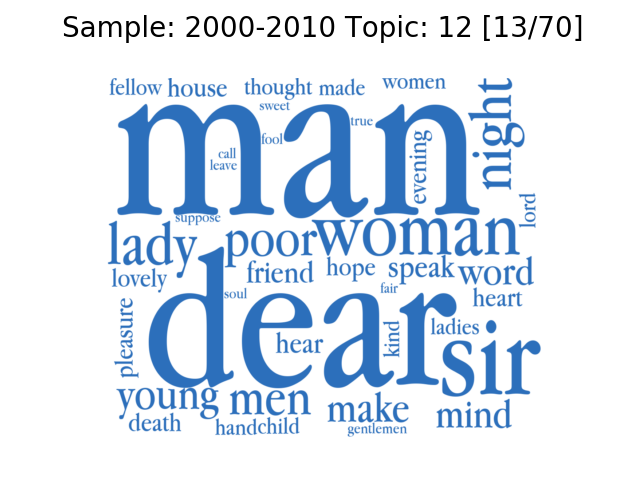 Sample: 2000-2010 Topic: 12 [13/70]
fellow house thought made women
sweet
man
night
true
fool
call
leave
evening
suppose
lord
lady poor woman
lovely friend hope speak word
soul
fair
heart
dear
pleasure
hear
kind
ladies
sir
young men make mind
death handchild gentlemen